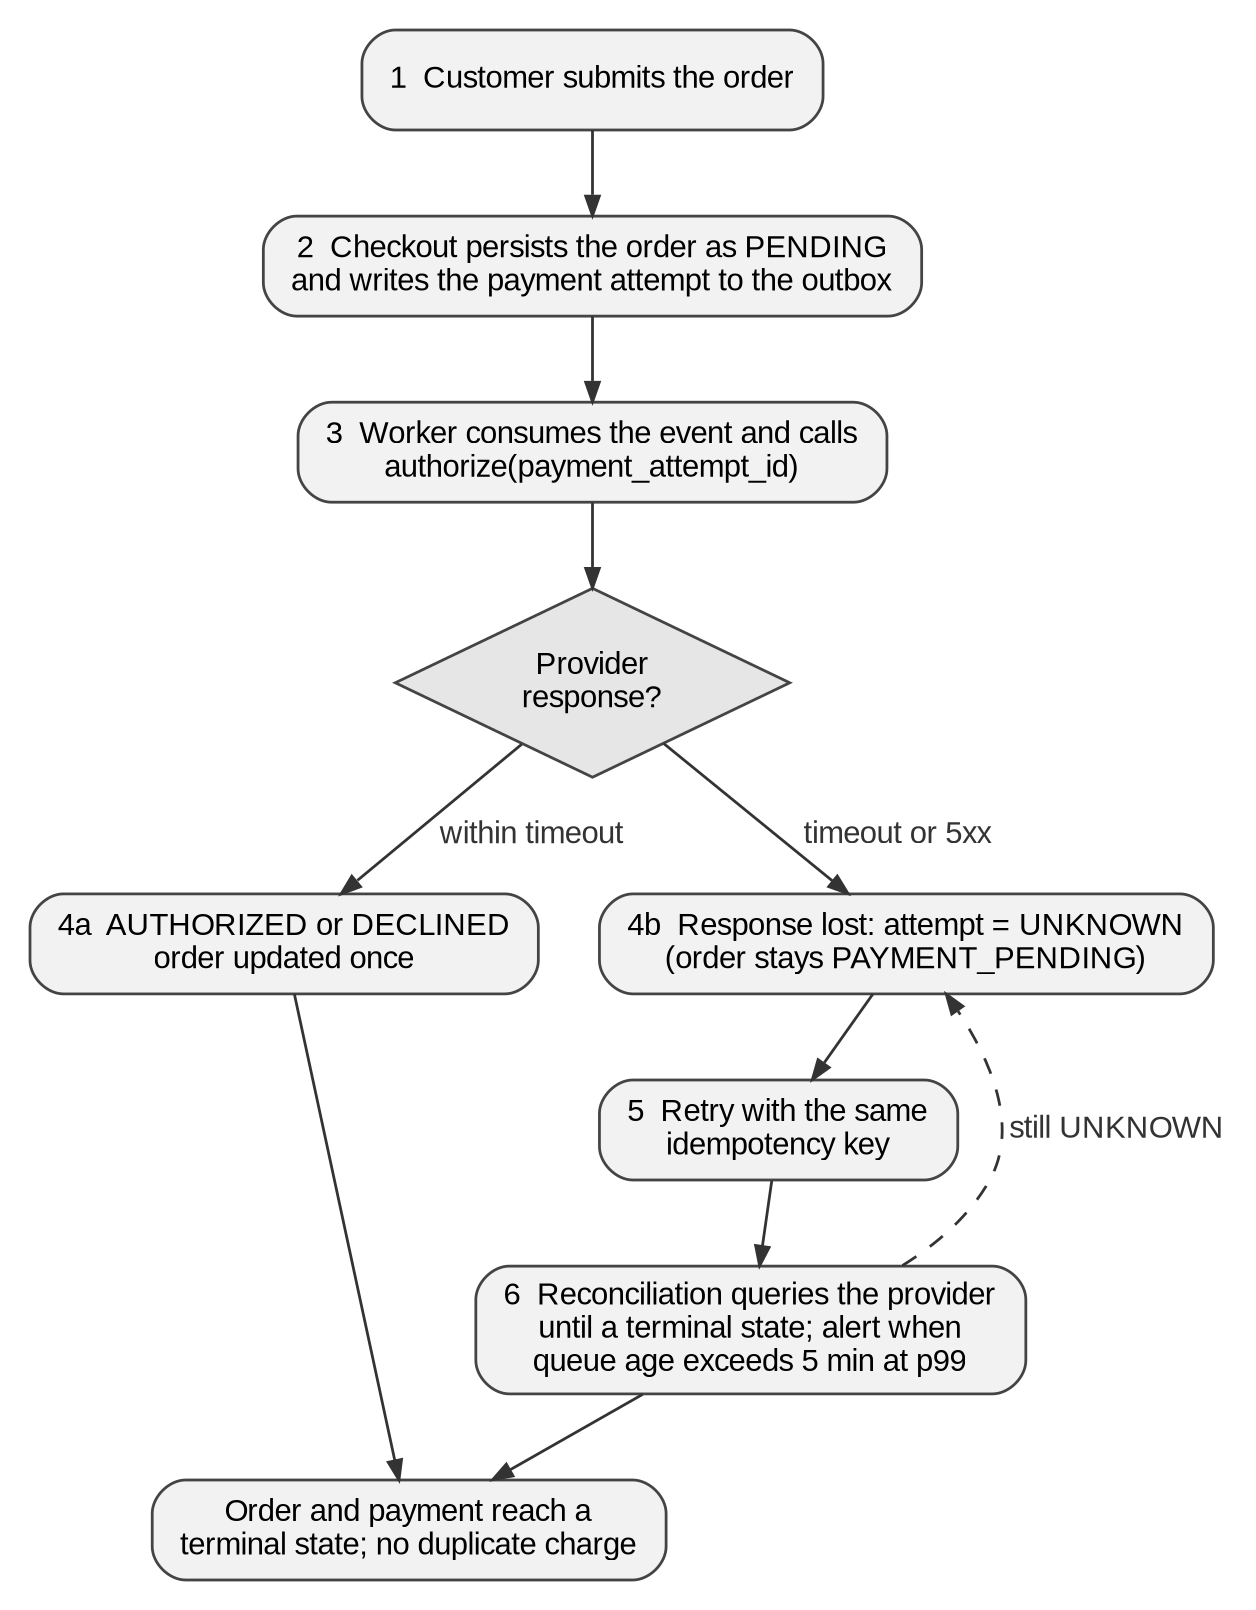 1 Customer submits the order
2 Checkout persists the order as PENDING
and writes the payment attempt to the outbox
3 Worker consumes the event and calls
authorize(payment_attempt_id)
Provider
response?
within timeout
timeout or 5xx
4a AUTHORIZED or DECLINED
order updated once
4b Response lost: attempt = UNKNOWN
(order stays PAYMENT_PENDING)
5 Retry with the same
idempotency key
still UNKNOWN
6 Reconciliation queries the provider
until a terminal state; alert when
queue age exceeds 5 min at p99
Order and payment reach a
terminal state; no duplicate charge